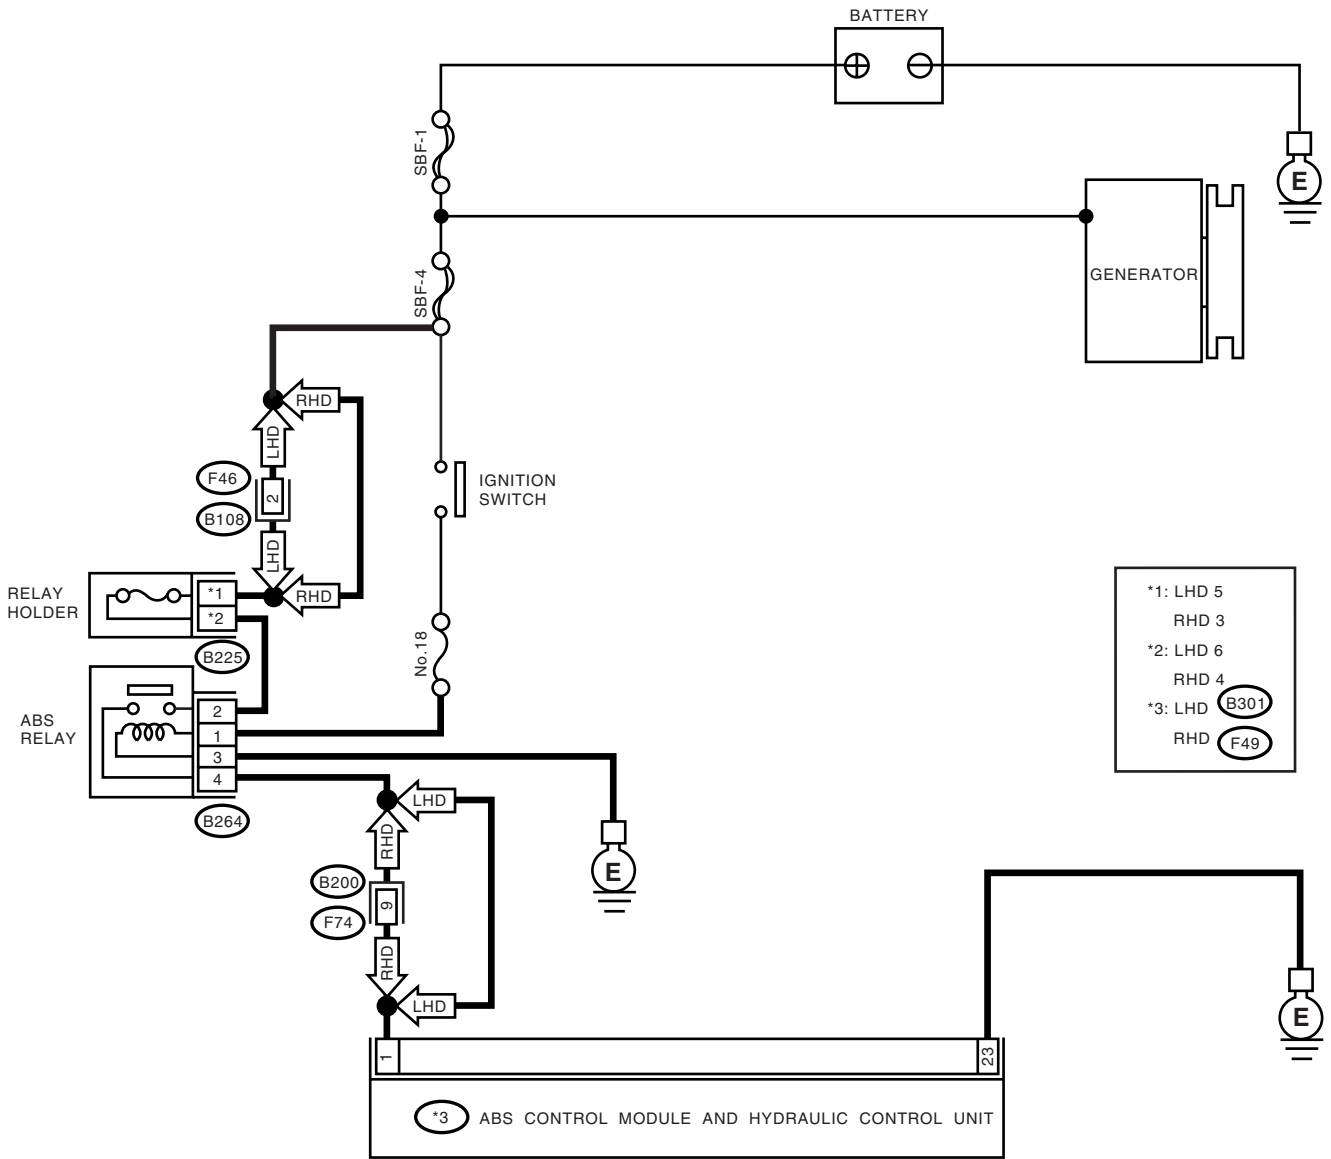 BATTERY
SBF-1
E
GENERATOR
SBF-4
RHD
LHD
F46
2
B108
IGNITION
SWITCH
LHD
RHD
RELAY
HOLDER
*1
*2
B225
No.18
*1: LHD 5
RHD 3
*2: LHD 6
RHD 4
*3: LHD B301
RHD F49
ABS
RELAY
2
1
3
4
B264
LHD
RHD
B200
9
F74
E
RHD
LHD
E
1
23
*3 ABS CONTROL MODULE AND HYDRAULIC CONTROL UNIT